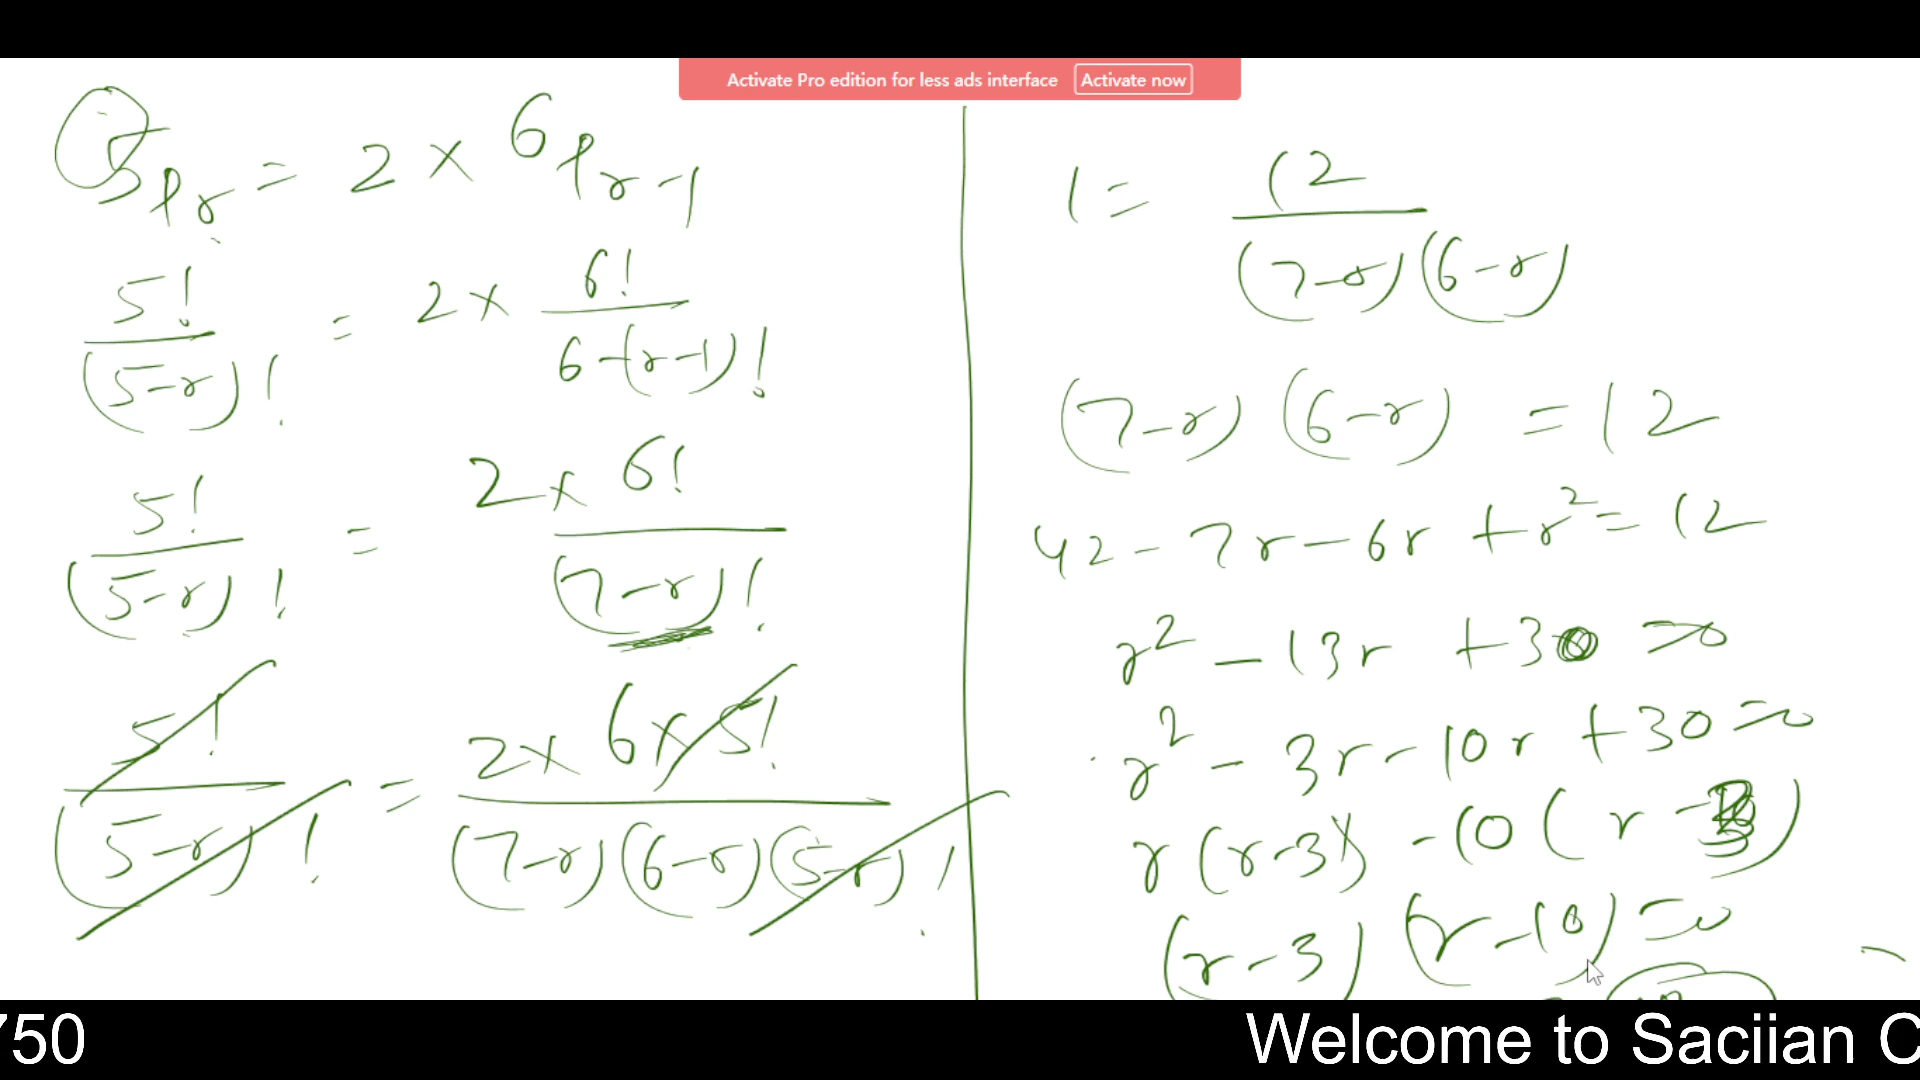 Activate Pro edition for less ads interface Activate now
5Pr = 2 × 6Pr-1
5! / (5-r)! = 2 × 6! / 6-(r-1)!
5! / (5-r)! = 2 × 6! / (7-r)!
5! / (5-r)! = 2 × 6 × 5! / (7-r)(6-r)(5-r)!
1 = 12 / (7-r)(6-r)
(7-r)(6-r) = 12
42 - 7r - 6r + r² = 12
r² - 13r + 30 = 0
r² - 3r - 10r + 30 = 0
r(r-3) - 10(r-3)
(r-3)(r-10) = 0
750
Welcome to Saciian C